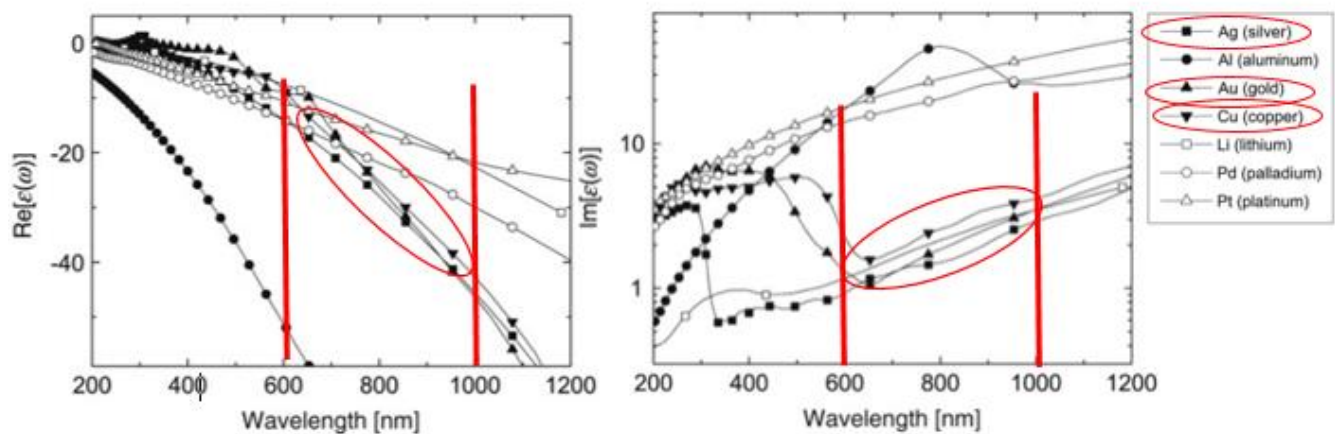 0
-20
-40
Re[ε(ω)]
200 400 600 800 1000 1200
Wavelength [nm]
10
1
Im[ε(ω)]
200 400 600 800 1000 1200
Wavelength [nm]
Ag (silver)
Al (aluminum)
Au (gold)
Cu (copper)
Li (lithium)
Pd (palladium)
Pt (platinum)